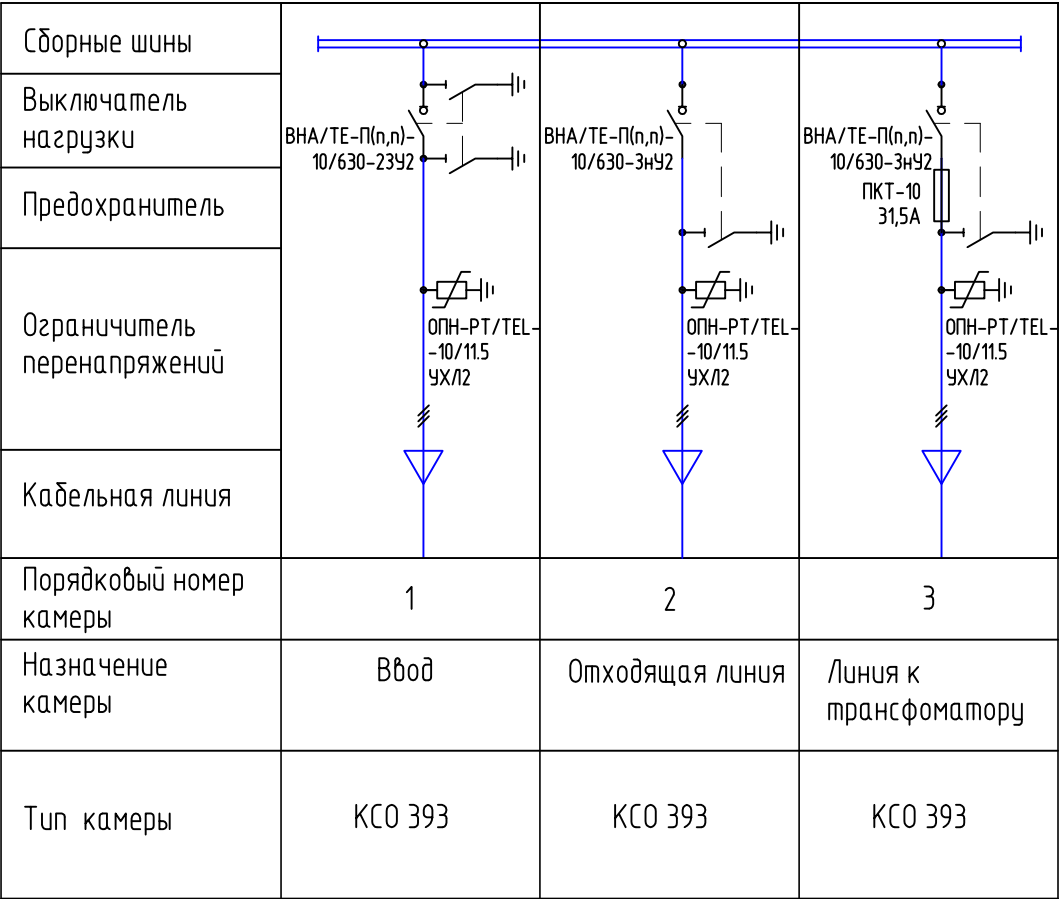 Сборные шины
Выключатель
нагрузки
ВНА/ТЕ-П(п,п)-
10/630-2ЗУ2
ВНА/ТЕ-П(п,п)-
10/630-3нУ2
ВНА/ТЕ-П(п,п)-
10/630-3нУ2
Предохранитель
ПКТ-10
31,5А
Ограничитель
перенапряжений
ОПН-РТ/TEL-
-10/11.5
УХЛ2
ОПН-РТ/TEL-
-10/11.5
УХЛ2
ОПН-РТ/TEL-
-10/11.5
УХЛ2
Кабельная линия
Порядковый номер
камеры
1
2
3
Назначение
камеры
Ввод
Отходящая линия
Линия к
трансфоматору
Тип камеры
КСО 393
КСО 393
КСО 393